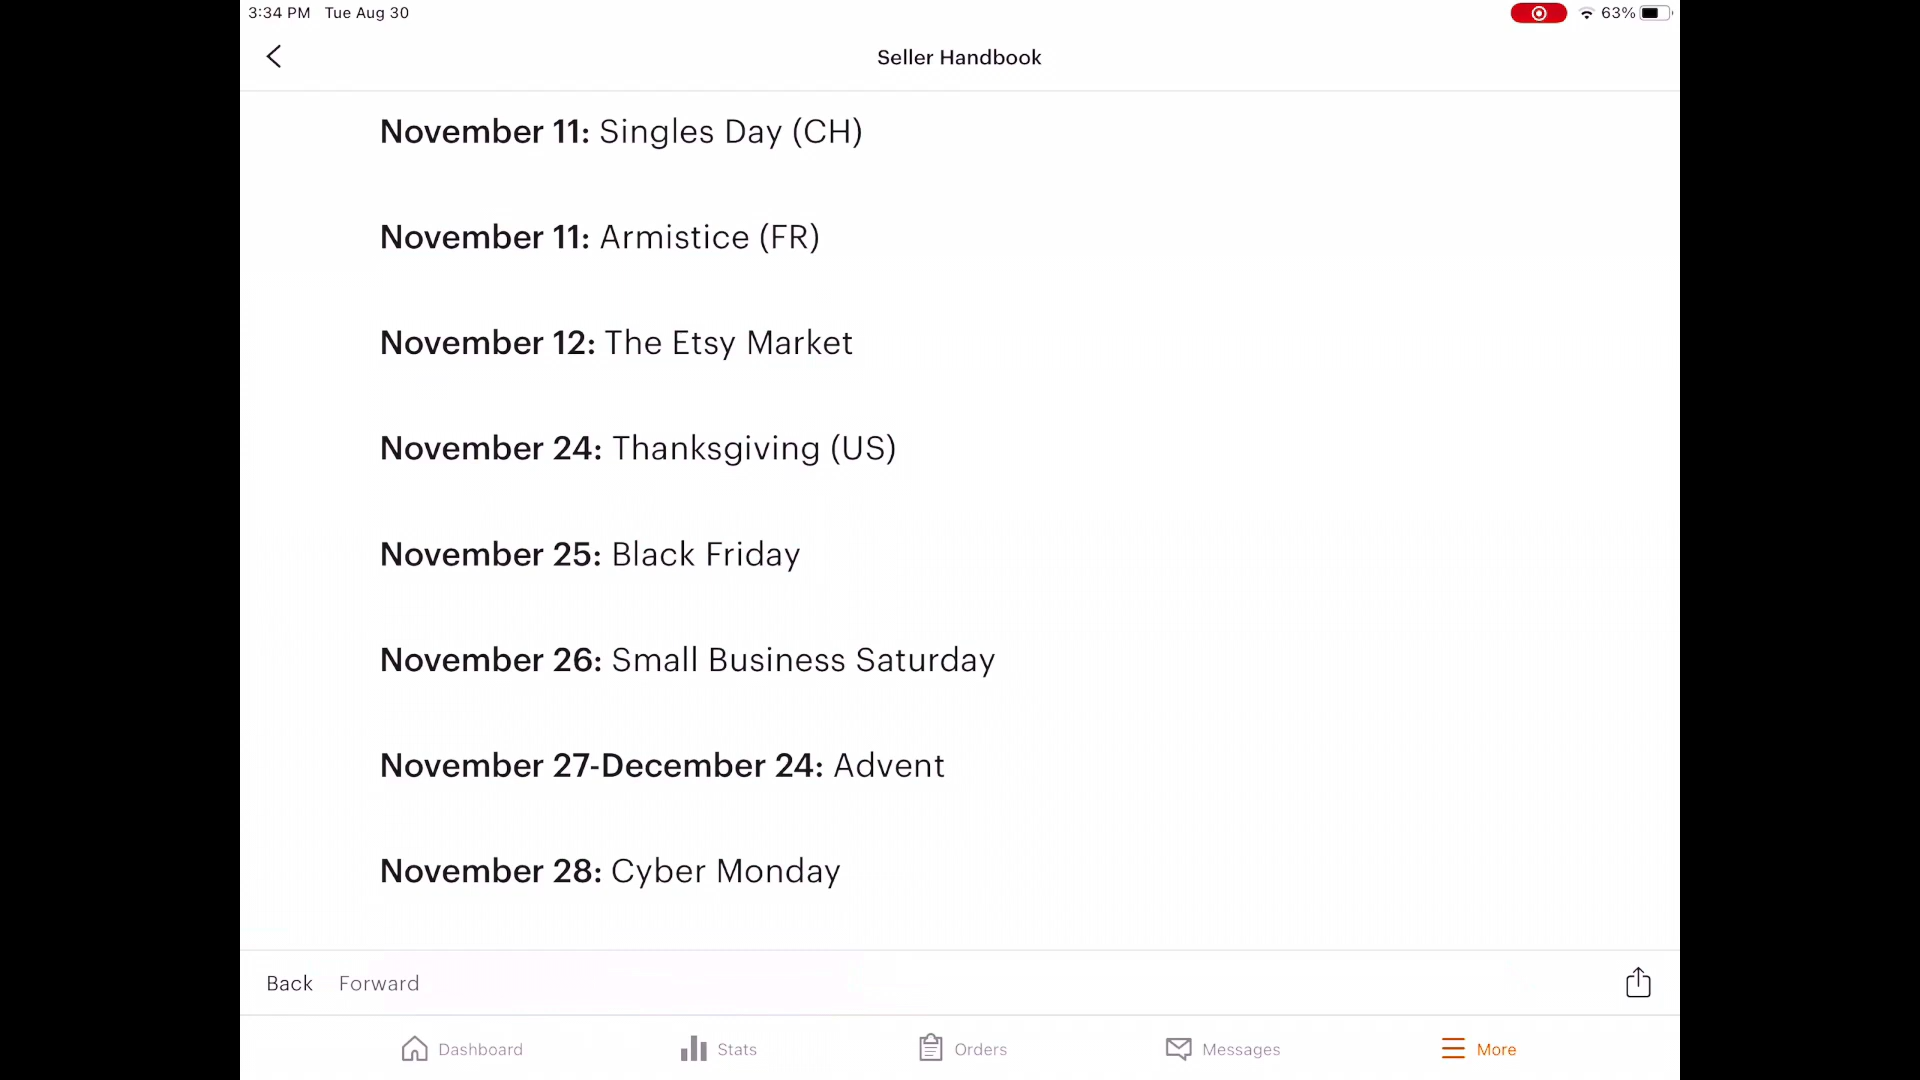 3:34 PM Tue Aug 30
63%
Seller Handbook
November 11: Singles Day (CH)
November 11: Armistice (FR)
November 12: The Etsy Market
November 24: Thanksgiving (US)
November 25: Black Friday
November 26: Small Business Saturday
November 27-December 24: Advent
November 28: Cyber Monday
Back Forward
Dashboard Stats Orders Messages More